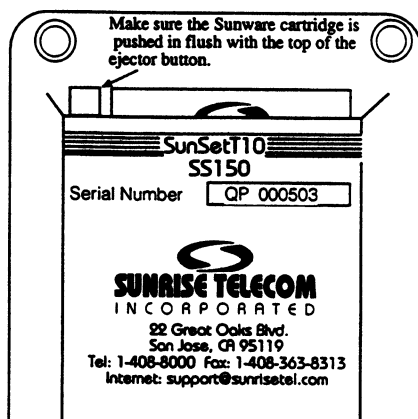 Make sure the Sunware cartridge is
pushed in flush with the top of the
ejector button.
SunSetT10
SS150
Serial Number QP 000503
SUNRISE TELECOM
INCORPORATED
22 Great Oaks Blvd.
San Jose, CA 95119
Tel: 1-408-8000 Fax: 1-408-363-8313
Internet: support@sunrisetel.com